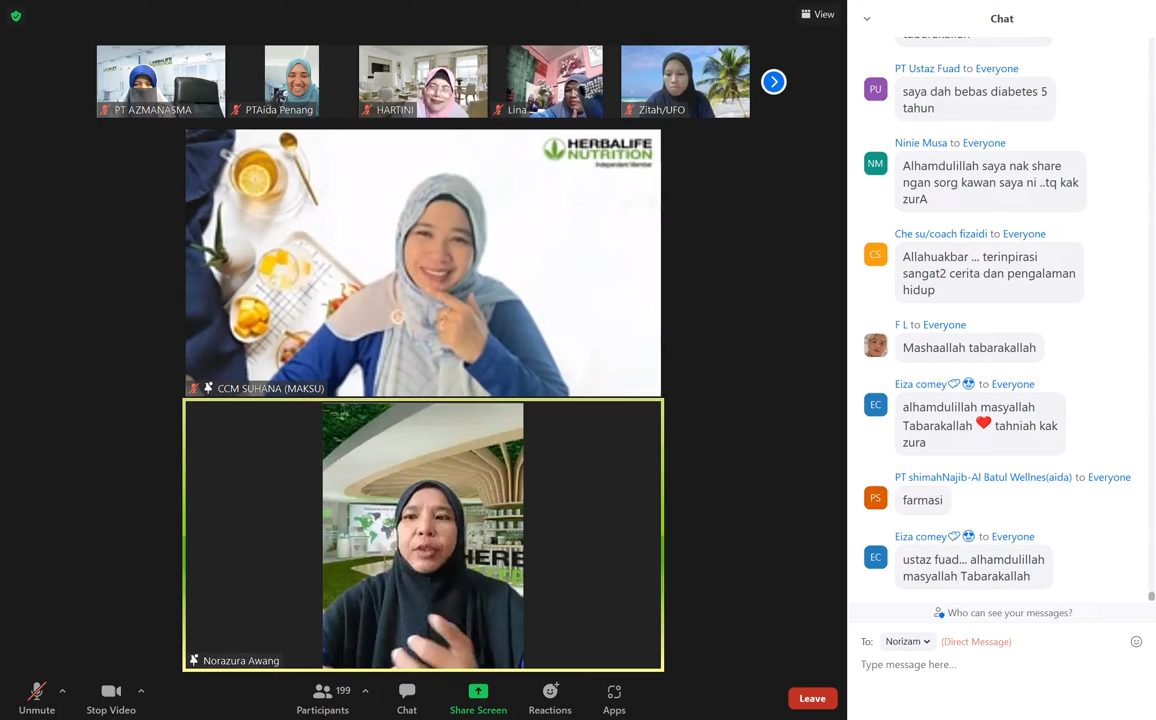 View
PT AZMANASMA
PTAida Penang
HARTINI
Lina
Zitah/UFO
HERBALIFE
NUTRITION
Independent Member
CCM SUHANA (MAKSU)
HERB
Norazura Awang
Unmute
Stop Video
199
Participants
Chat
Share Screen
Reactions
Apps
Leave
Chat
PT Ustaz Fuad to Everyone
PU
saya dah bebas diabetes 5
tahun
Ninie Musa to Everyone
NM
Alhamdulillah saya nak share
ngan sorg kawan saya ni ..tq kak
zurA
Che su/coach fizaidi to Everyone
CS
Allahuakbar ... terinpirasi
sangat2 cerita dan pengalaman
hidup
F L to Everyone
Mashaallah tabarakallah
Eiza comey🤍😍 to Everyone
EC
alhamdulillah masyallah
Tabarakallah ❤️ tahniah kak
zura
PT shimahNajib-Al Batul Wellnes(aida) to Everyone
PS
farmasi
Eiza comey🤍😍 to Everyone
EC
ustaz fuad... alhamdulillah
masyallah Tabarakallah
Who can see your messages?
To: Norizam (Direct Message)
Type message here...